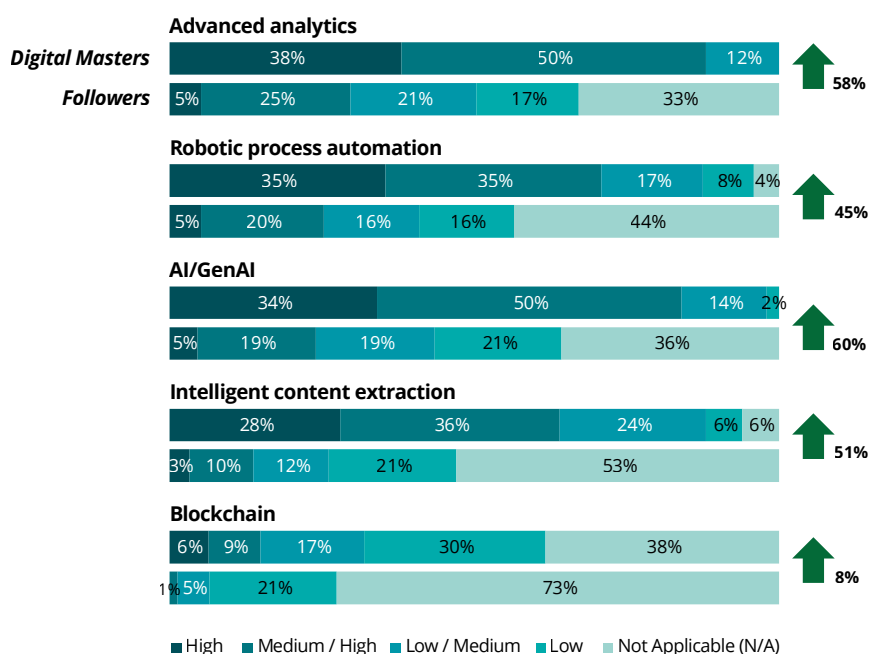 Advanced analytics
Digital Masters 38% 50% 12% 58%
Followers 5% 25% 21% 17% 33%
Robotic process automation
35% 35% 17% 8% 4% 45%
5% 20% 16% 16% 44%
AI/GenAI
34% 50% 14% 2% 60%
5% 19% 19% 21% 36%
Intelligent content extraction
28% 36% 24% 6% 6% 51%
3% 10% 12% 21% 53%
Blockchain
6% 9% 17% 30% 38% 8%
1% 5% 21% 73%
High Medium / High Low / Medium Low Not Applicable (N/A)